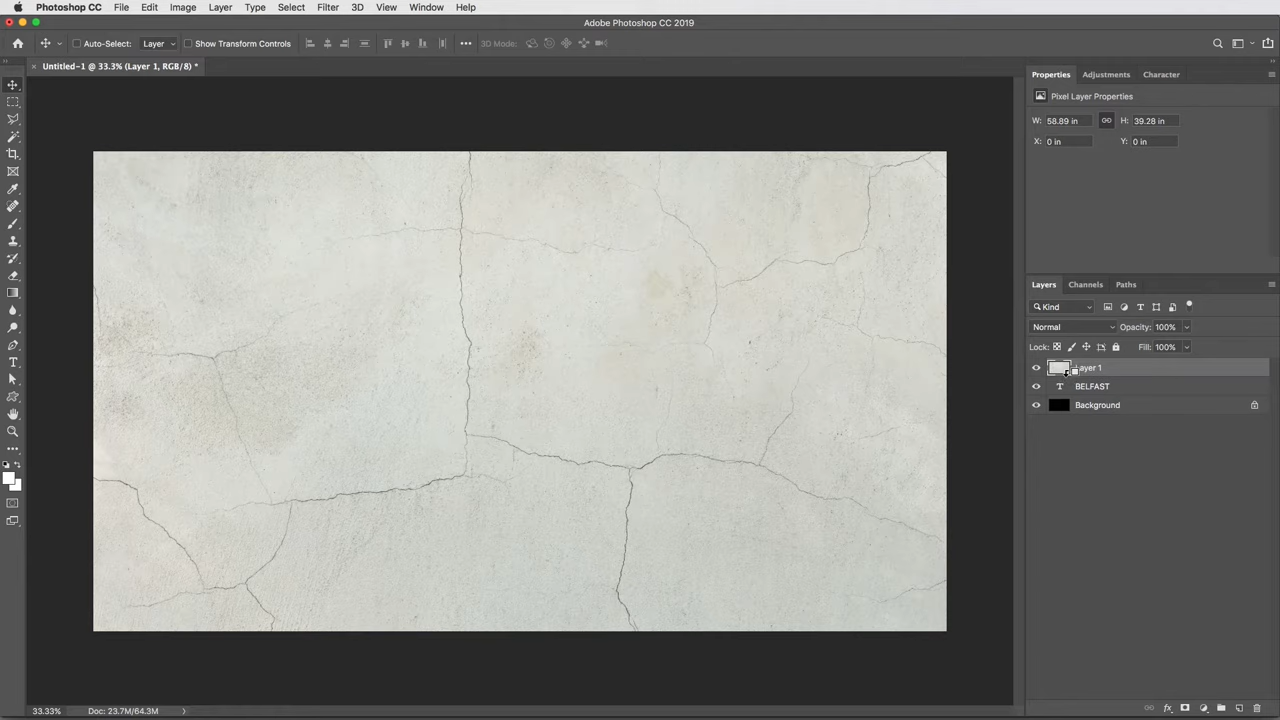 Photoshop CC File Edit Image Layer Type Select Filter 3D View Window Help
Adobe Photoshop CC 2019
Auto-Select: Layer Show Transform Controls 3D Mode:
Untitled-1 @ 33.3% (Layer 1, RGB/8) *
Properties Adjustments Character
Pixel Layer Properties
W: 58.89 in H: 39.28 in
X: 0 in Y: 0 in
Layers Channels Paths
Kind
Normal Opacity: 100%
Lock: Fill: 100%
Layer 1
BELFAST
Background
33.33% Doc: 23.7M/64.3M